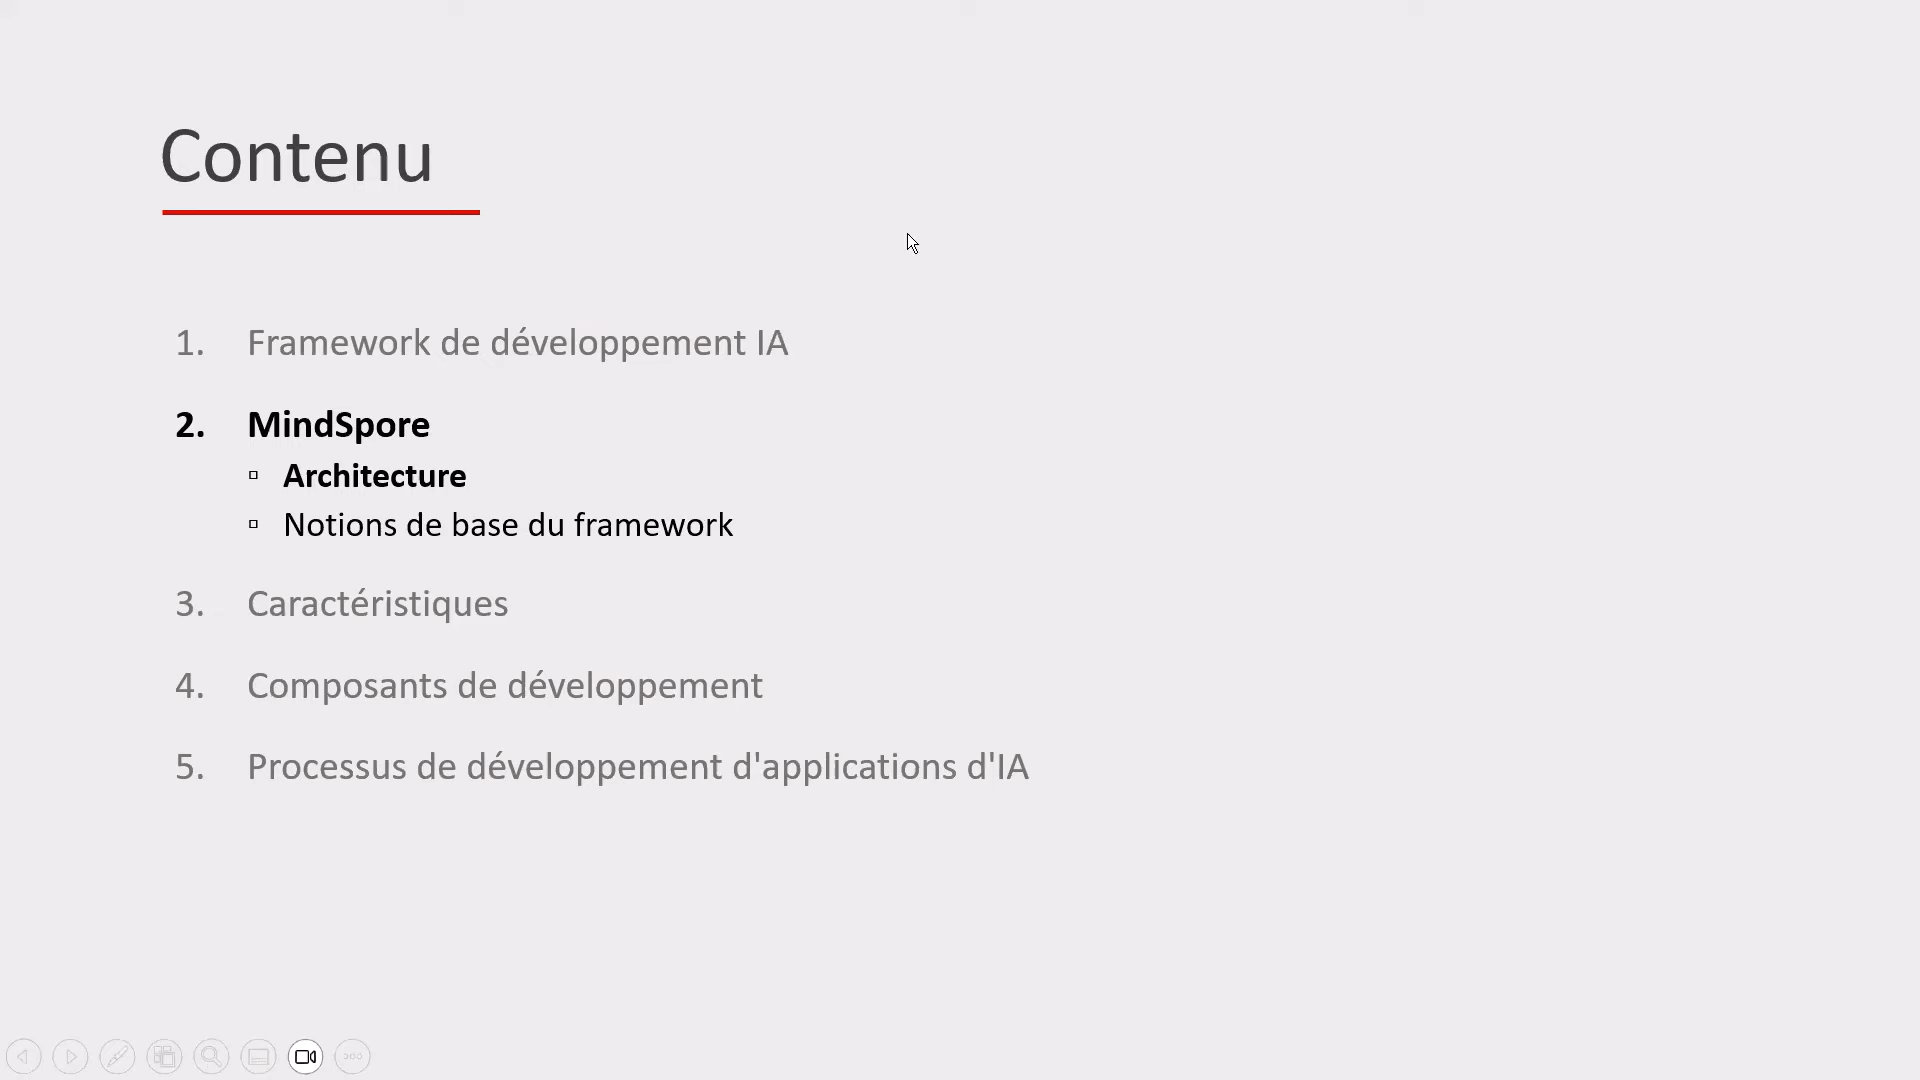 Contenu
1. Framework de développement IA
2. MindSpore
▫ Architecture
▫ Notions de base du framework
3. Caractéristiques
4. Composants de développement
5. Processus de développement d'applications d'IA